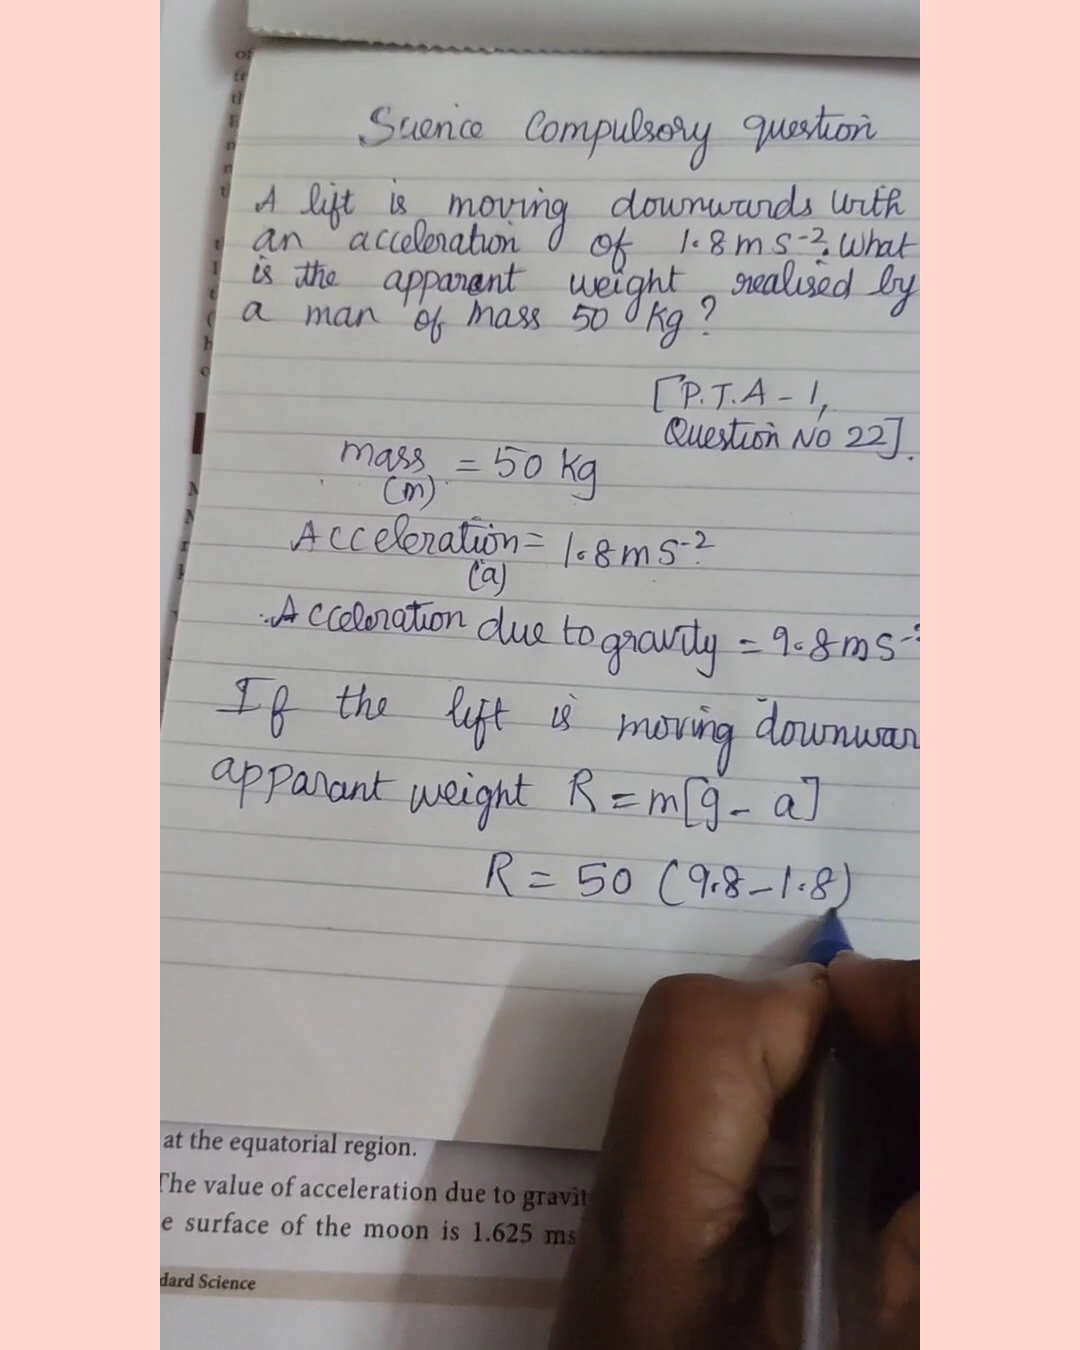 Science Compulsory question
A lift is moving downwards with
an acceleration of 1.8 m s⁻². What
is the apparent weight realised by
a man of mass 50 kg?
[P.T.A - 1,
Question No 22].
mass = 50 kg
(m)
Acceleration = 1.8 m s⁻²
(a)
Acceleration due to gravity = 9.8 m s⁻²
If the lift is moving downwar
apparant weight R = m[g - a]
R = 50 (9.8 - 1.8)
at the equatorial region.
The value of acceleration due to gravit
e surface of the moon is 1.625 ms
dard Science